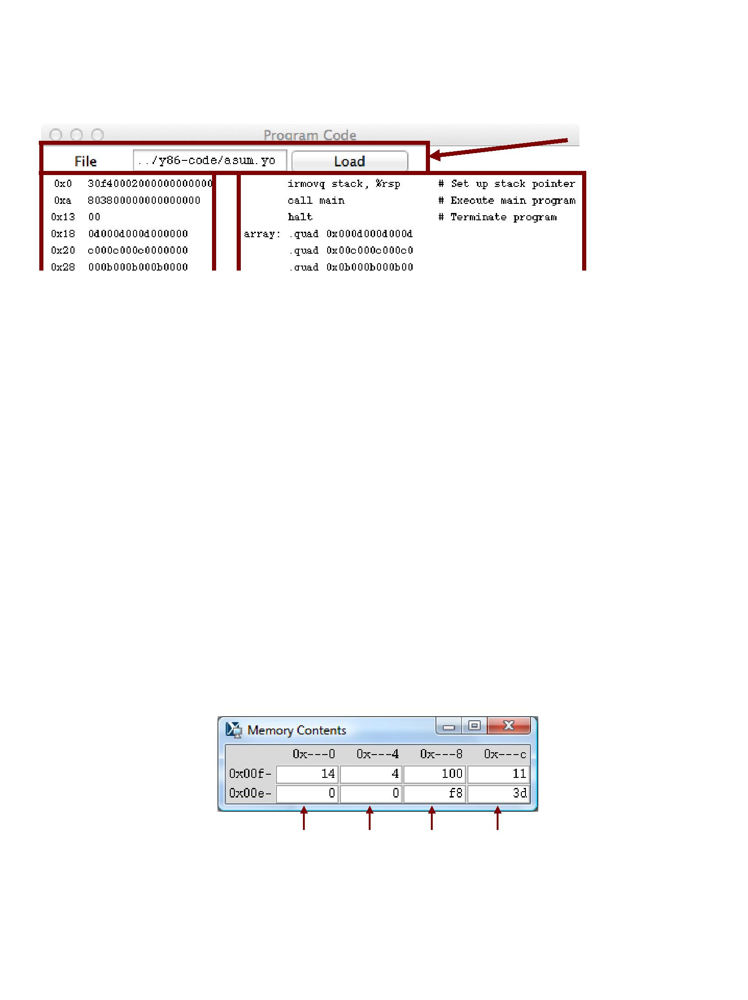 Program Code
File ../y86-code/asum.yo Load
0x0 30f40002000000000000 irmovq stack, %rsp # Set up stack pointer
0xa 803800000000000000 call main # Execute main program
0x13 00 halt # Terminate program
0x18 0d000d000d000000 array: .quad 0x000d000d000d
0x20 c000c000c0000000 .quad 0x00c000c000c0
0x28 000b000b000b0000 .quad 0x0b000b000b00
Memory Contents
0x---0 0x---4 0x---8 0x---c
0x00f- 14 4 100 11
0x00e- 0 0 f8 3d